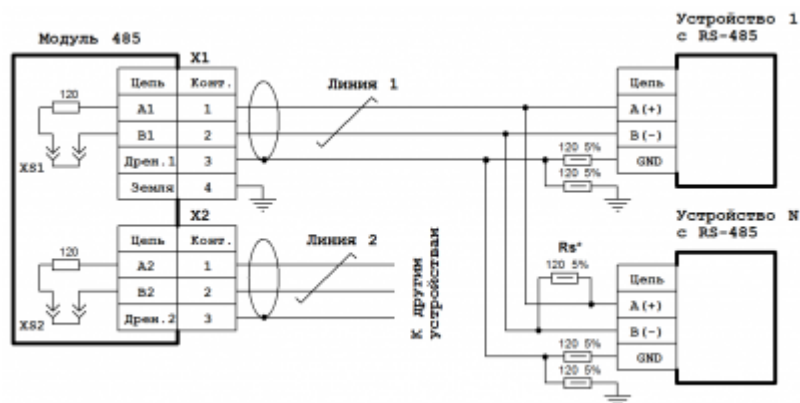 Устройство 1
с RS-485
Модуль 485
X1
Цепь Конт.
120
A1 1
B1 2
Дрен.1 3
Земля 4
XS1
Линия 1
Цепь
A(+)
B(-)
GND
120 5%
120 5%
X2
Цепь Конт.
120
A2 1
B2 2
Дрен.2 3
XS2
Линия 2
К другим
устройствам
Устройство N
с RS-485
Rs*
120 5%
Цепь
A(+)
B(-)
GND
120 5%
120 5%